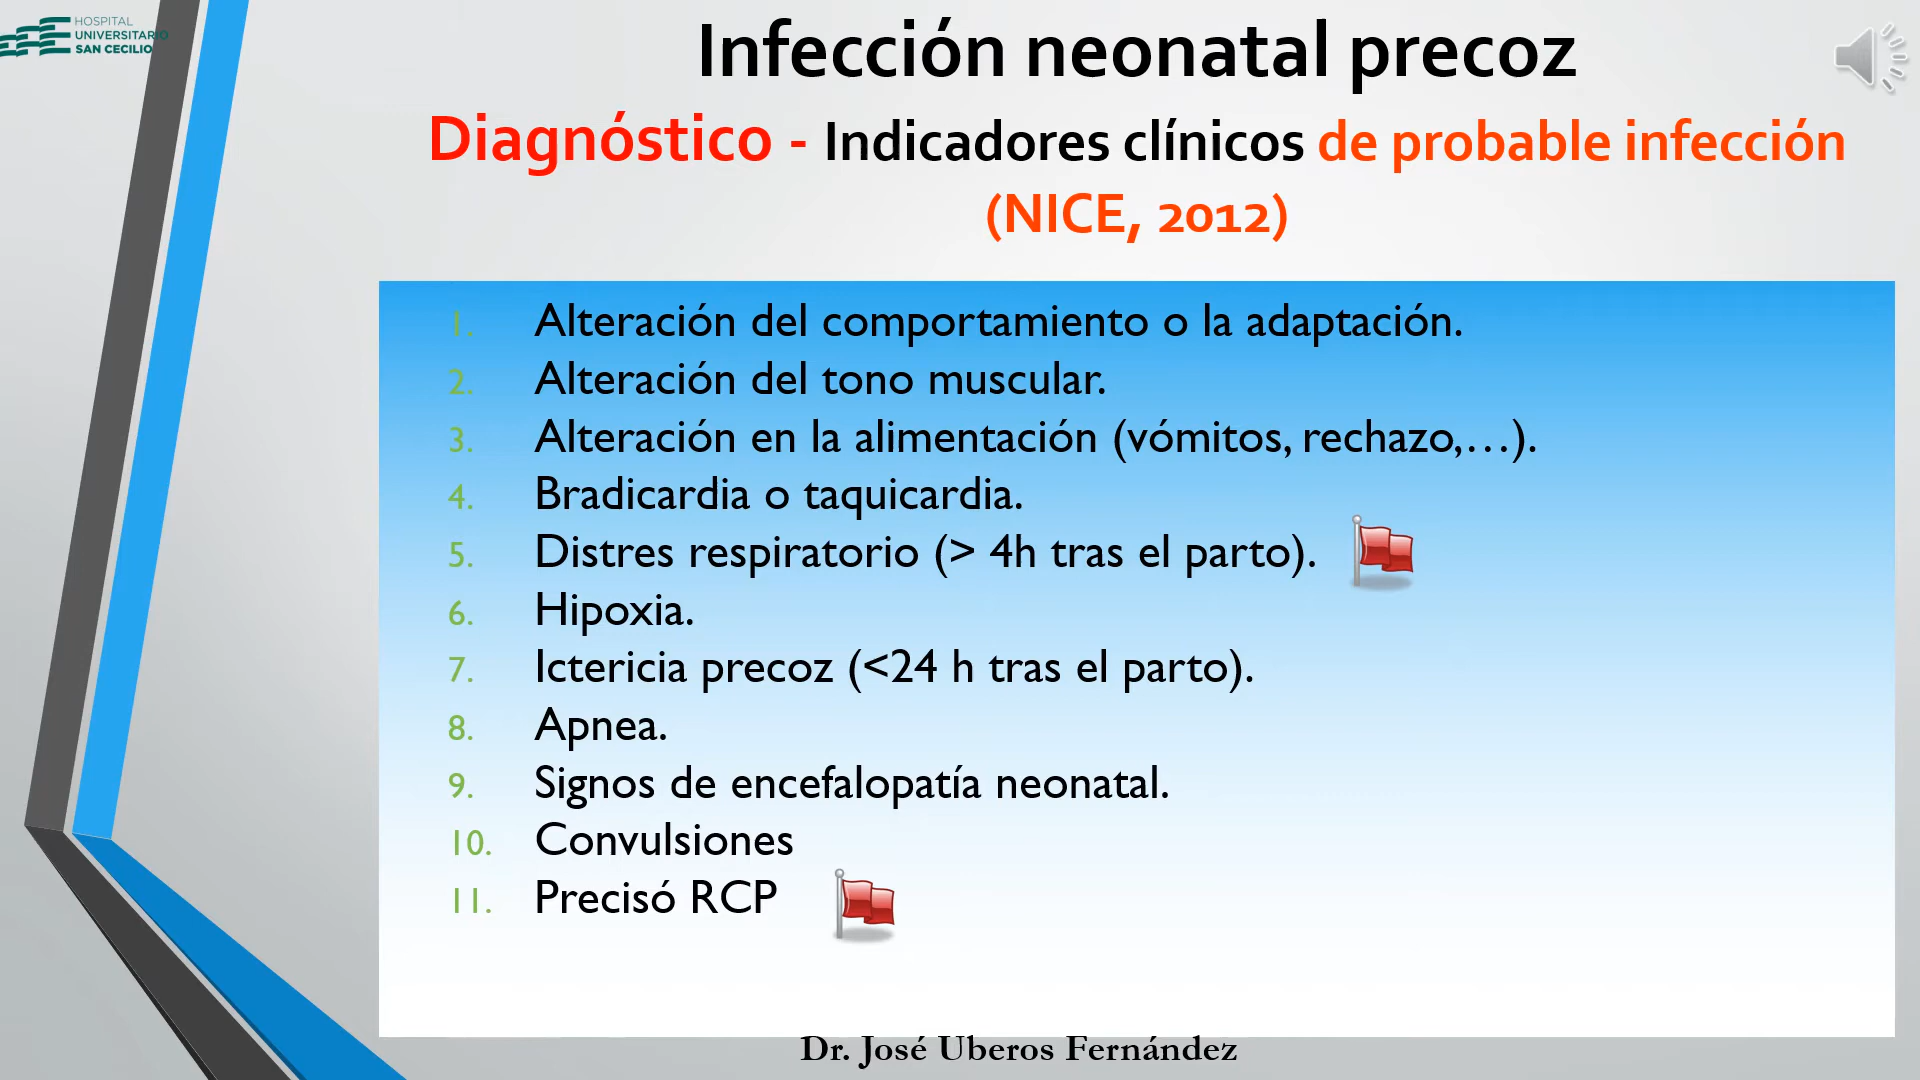 HOSPITAL
UNIVERSITARIO
SAN CECILIO
Infección neonatal precoz
Diagnóstico - Indicadores clínicos de probable infección
(NICE, 2012)
1. Alteración del comportamiento o la adaptación.
2. Alteración del tono muscular.
3. Alteración en la alimentación (vómitos, rechazo,…).
4. Bradicardia o taquicardia.
5. Distres respiratorio (> 4h tras el parto).
6. Hipoxia.
7. Ictericia precoz (<24 h tras el parto).
8. Apnea.
9. Signos de encefalopatía neonatal.
10. Convulsiones
11. Precisó RCP
Dr. José Uberos Fernández